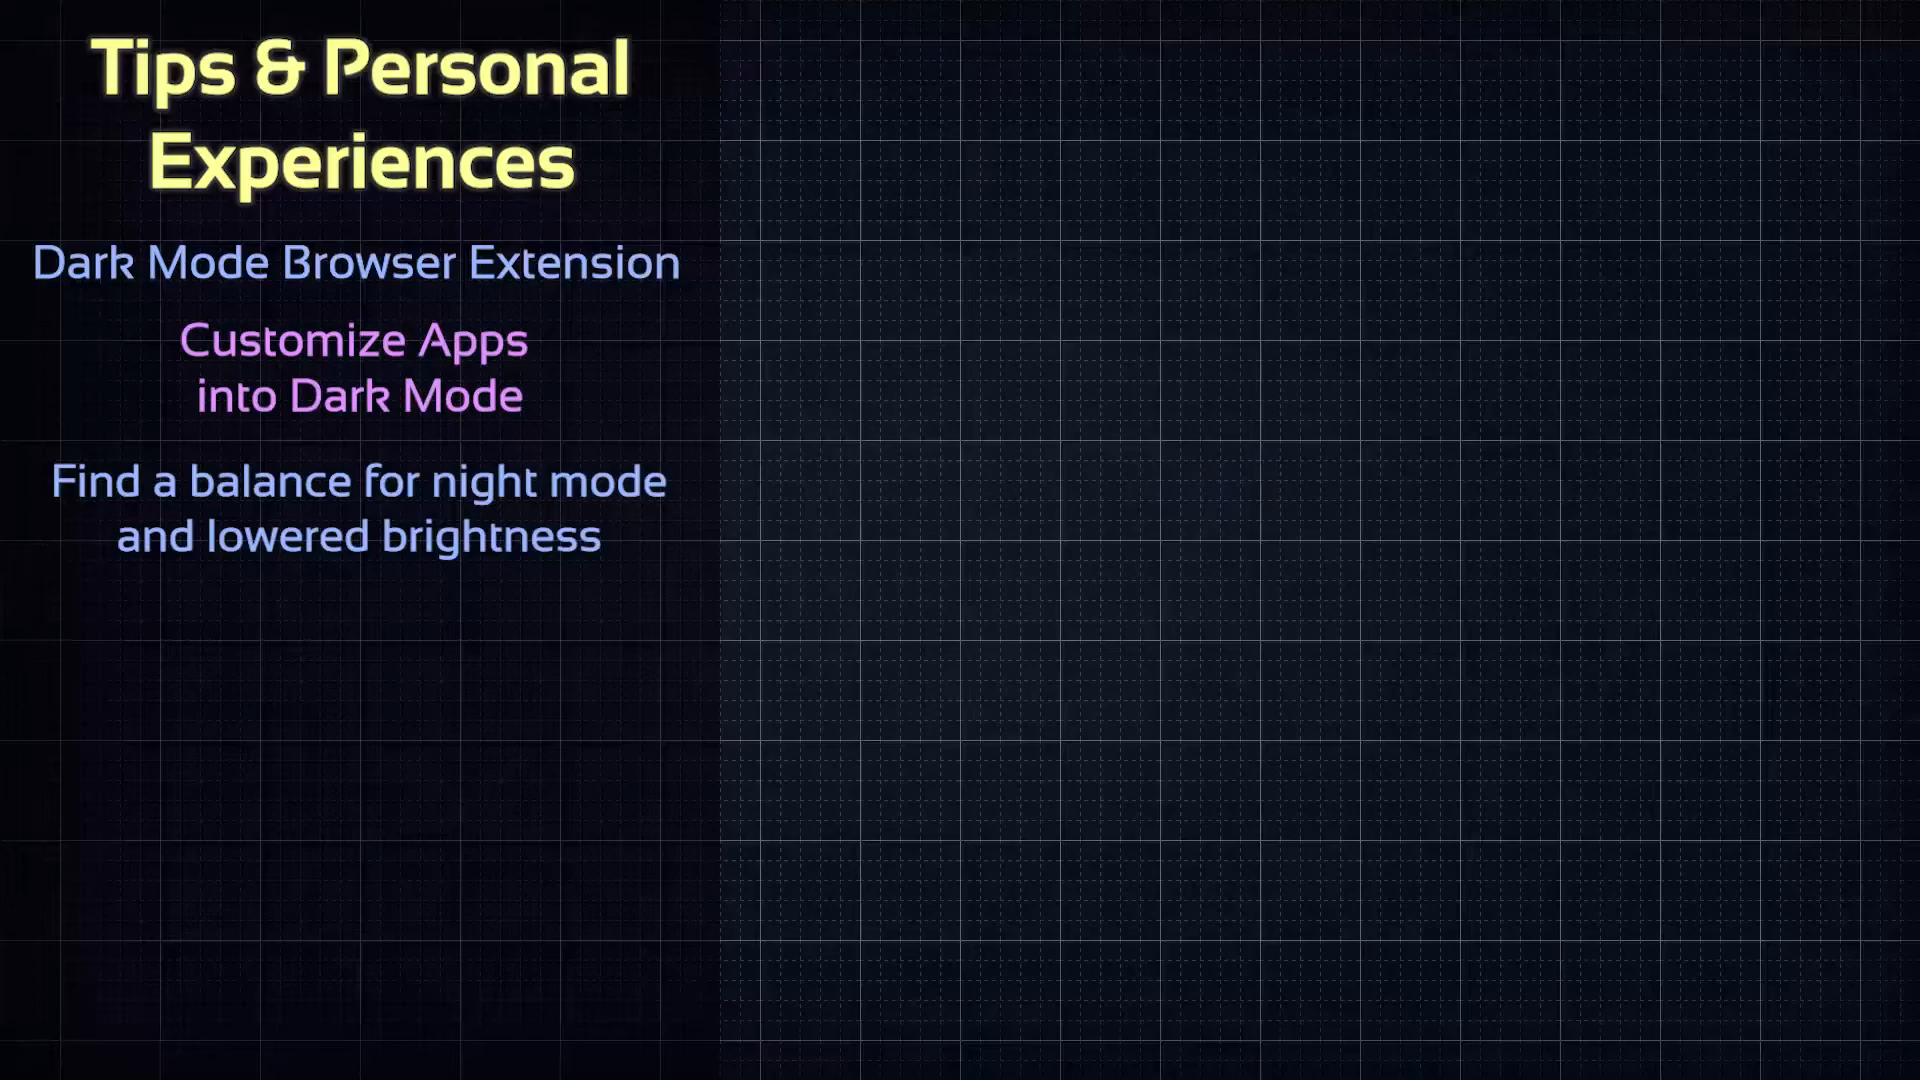 Tips & Personal
Experiences
Dark Mode Browser Extension
Customize Apps
into Dark Mode
Find a balance for night mode
and lowered brightness